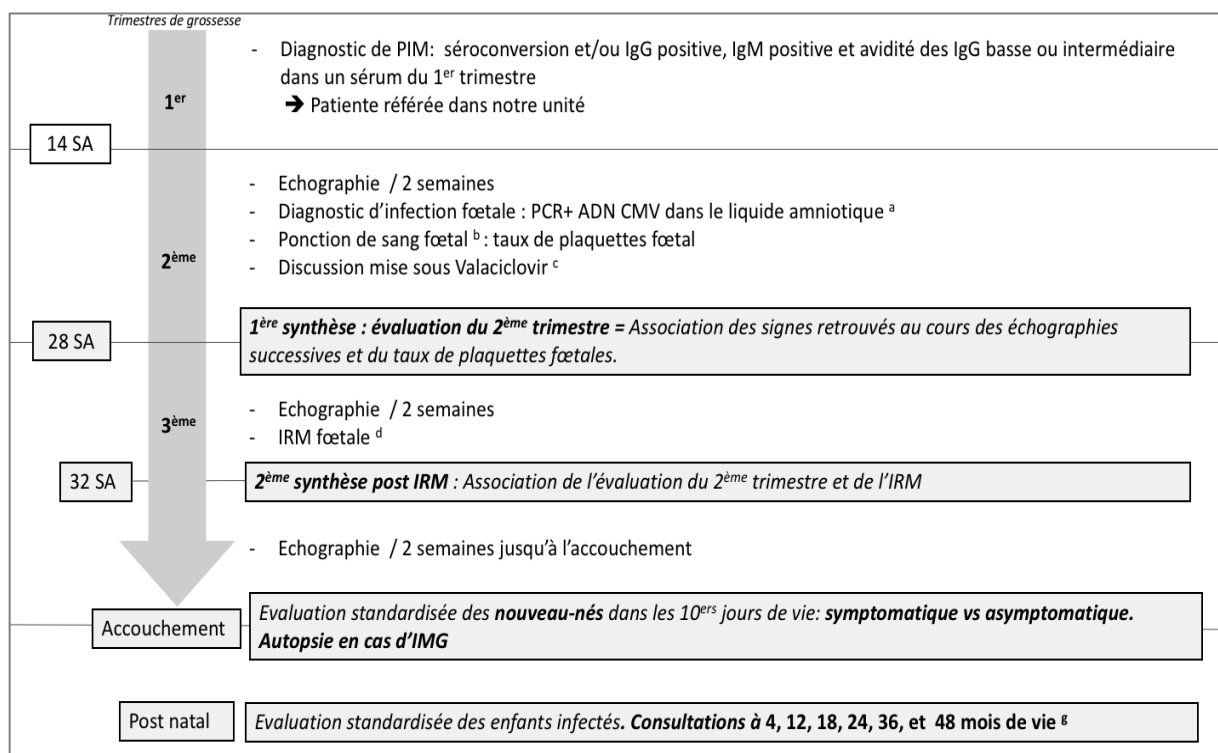 Trimestres de grossesse
- Diagnostic de PIM: séroconversion et/ou IgG positive, IgM positive et avidité des IgG basse ou intermédiaire
dans un sérum du 1er trimestre
➔ Patiente référée dans notre unité
1er
14 SA
- Echographie / 2 semaines
- Diagnostic d'infection fœtale : PCR+ ADN CMV dans le liquide amniotique a
- Ponction de sang fœtal b : taux de plaquettes fœtal
- Discussion mise sous Valaciclovir c
2ème
28 SA
1ère synthèse : évaluation du 2ème trimestre = Association des signes retrouvés au cours des échographies
successives et du taux de plaquettes fœtales.
- Echographie / 2 semaines
- IRM fœtale d
3ème
32 SA
2ème synthèse post IRM : Association de l'évaluation du 2ème trimestre et de l'IRM
- Echographie / 2 semaines jusqu'à l'accouchement
Accouchement
Evaluation standardisée des nouveau-nés dans les 10ers jours de vie: symptomatique vs asymptomatique.
Autopsie en cas d'IMG
Post natal
Evaluation standardisée des enfants infectés. Consultations à 4, 12, 18, 24, 36, et 48 mois de vie g